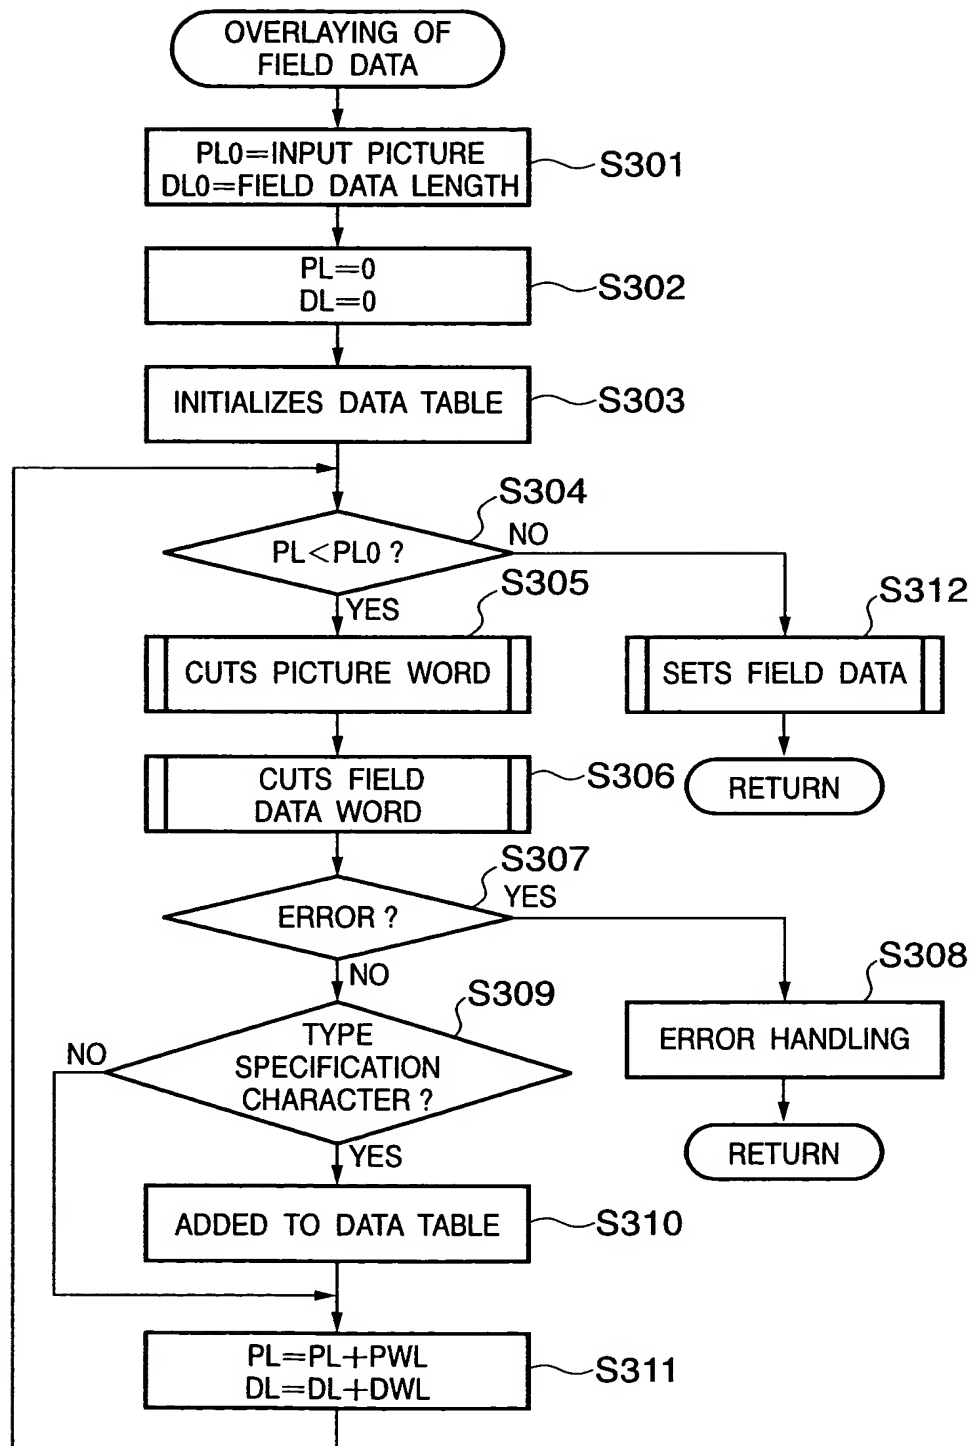 OVERLAYING OF
FIELD DATA
PL0=INPUT PICTURE
DL0=FIELD DATA LENGTH
S301
PL=0
DL=0
S302
INITIALIZES DATA TABLE
S303
S304
PL<PL0 ?
NO
YES
S305
CUTS PICTURE WORD
S312
SETS FIELD DATA
RETURN
CUTS FIELD
DATA WORD
S306
S307
ERROR ?
YES
NO
S308
ERROR HANDLING
RETURN
S309
TYPE
SPECIFICATION
CHARACTER ?
NO
YES
ADDED TO DATA TABLE
S310
PL=PL+PWL
DL=DL+DWL
S311